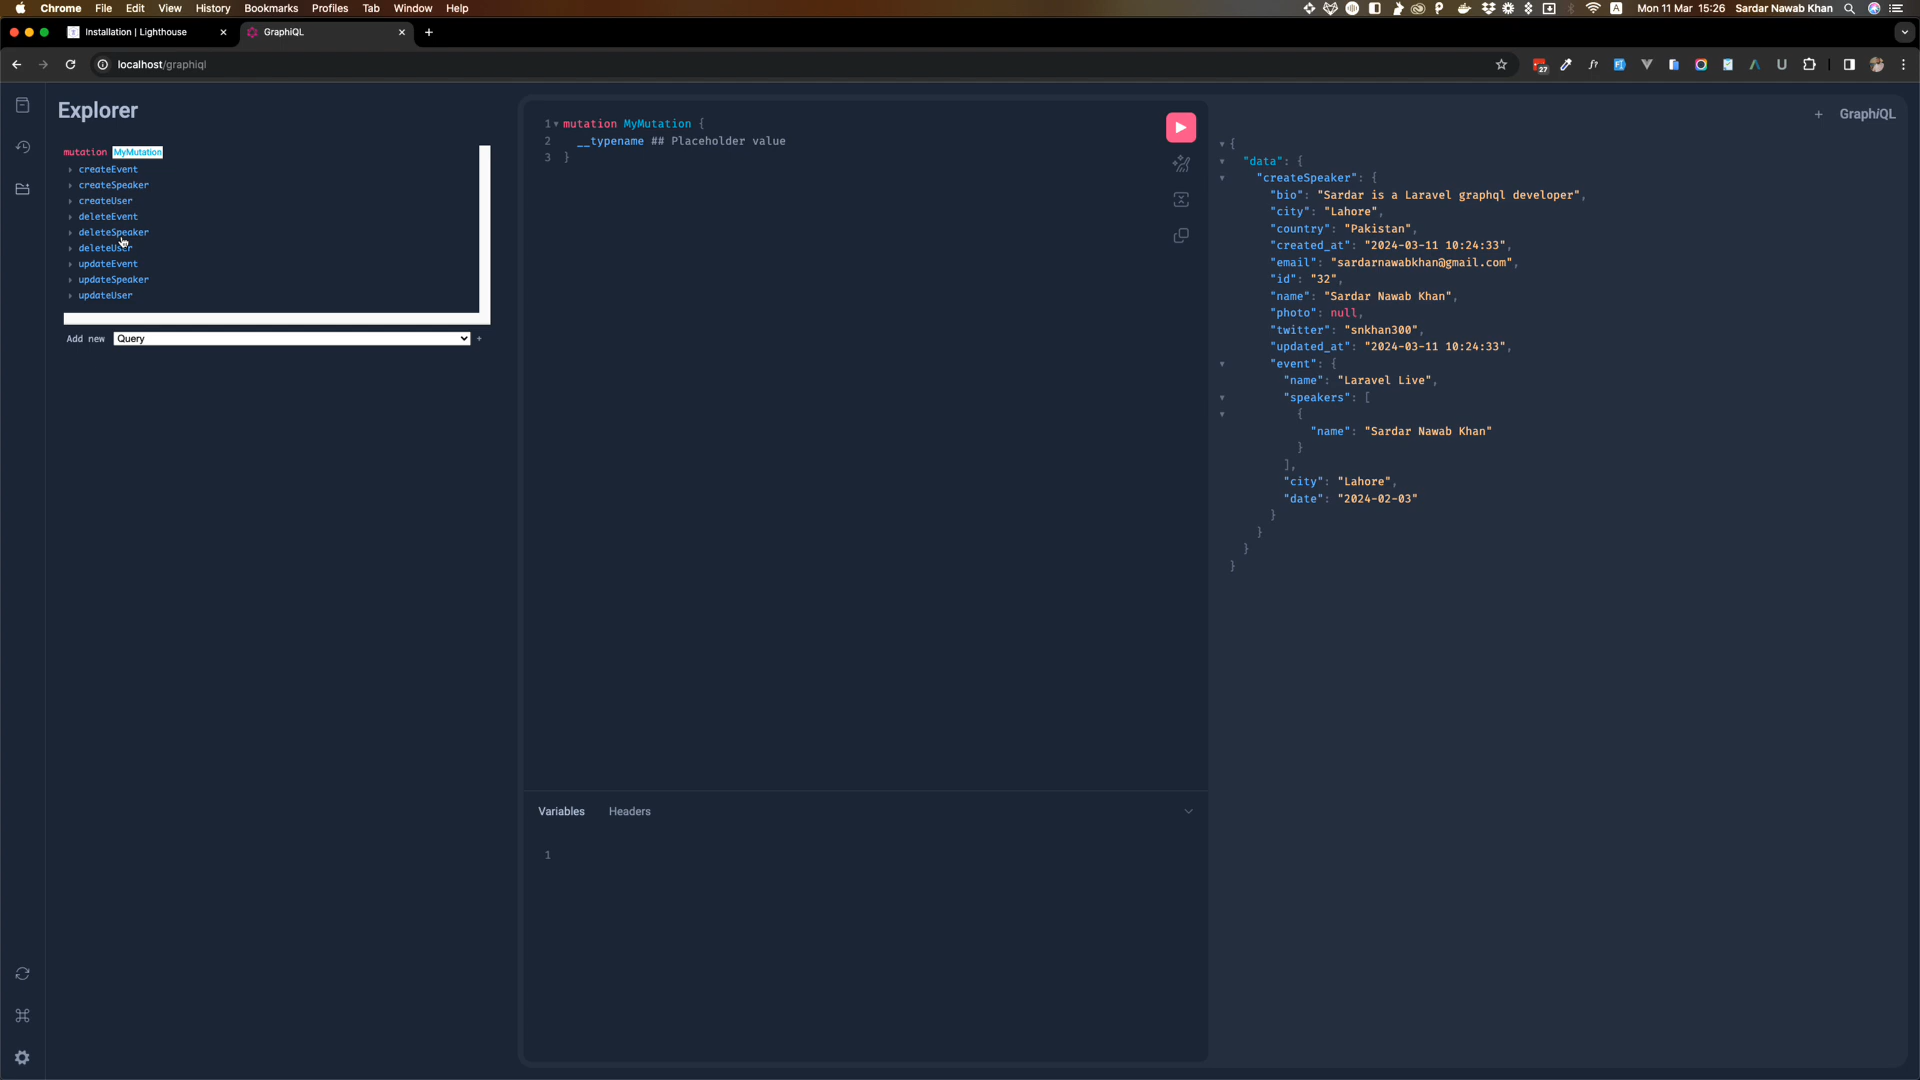 Chrome File Edit View History Bookmarks Profiles Tab Window Help
Mon 11 Mar 15:26 Sardar Nawab Khan
Installation | Lighthouse
GraphiQL
localhost/graphiql
27
Explorer
mutation MyMutation
createEvent
createSpeaker
createUser
deleteEvent
deleteSpeaker
deleteUser
updateEvent
updateSpeaker
updateUser
Add new Query +
1 mutation MyMutation {
2 __typename ## Placeholder value
3 }
Variables Headers
1
+ GraphiQL
{
"data": {
"createSpeaker": {
"bio": "Sardar is a Laravel graphql developer",
"city": "Lahore",
"country": "Pakistan",
"created_at": "2024-03-11 10:24:33",
"email": "sardarnawabkhan@gmail.com",
"id": "32",
"name": "Sardar Nawab Khan",
"photo": null,
"twitter": "snkhan300",
"updated_at": "2024-03-11 10:24:33",
"event": {
"name": "Laravel Live",
"speakers": [
{
"name": "Sardar Nawab Khan"
}
],
"city": "Lahore",
"date": "2024-02-03"
}
}
}
}